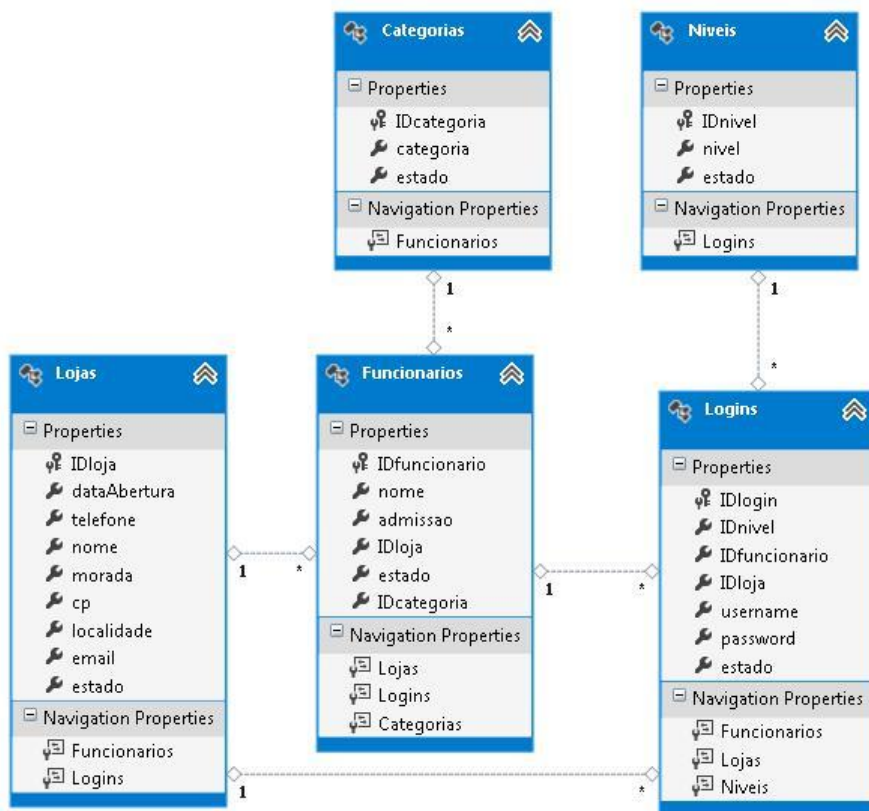 Categorias
Properties
IDcategoria
categoria
estado
Navigation Properties
Funcionarios
1
*
Niveis
Properties
IDnivel
nivel
estado
Navigation Properties
Logins
1
*
Lojas
Properties
IDloja
dataAbertura
telefone
nome
morada
cp
localidade
email
estado
Navigation Properties
Funcionarios
Logins
1
*
Funcionarios
Properties
IDfuncionario
nome
admissao
IDloja
estado
IDcategoria
Navigation Properties
Lojas
Logins
Categorias
1
*
Logins
Properties
IDlogin
IDnivel
IDfuncionario
IDloja
username
password
estado
Navigation Properties
Funcionarios
Lojas
Niveis
1
*